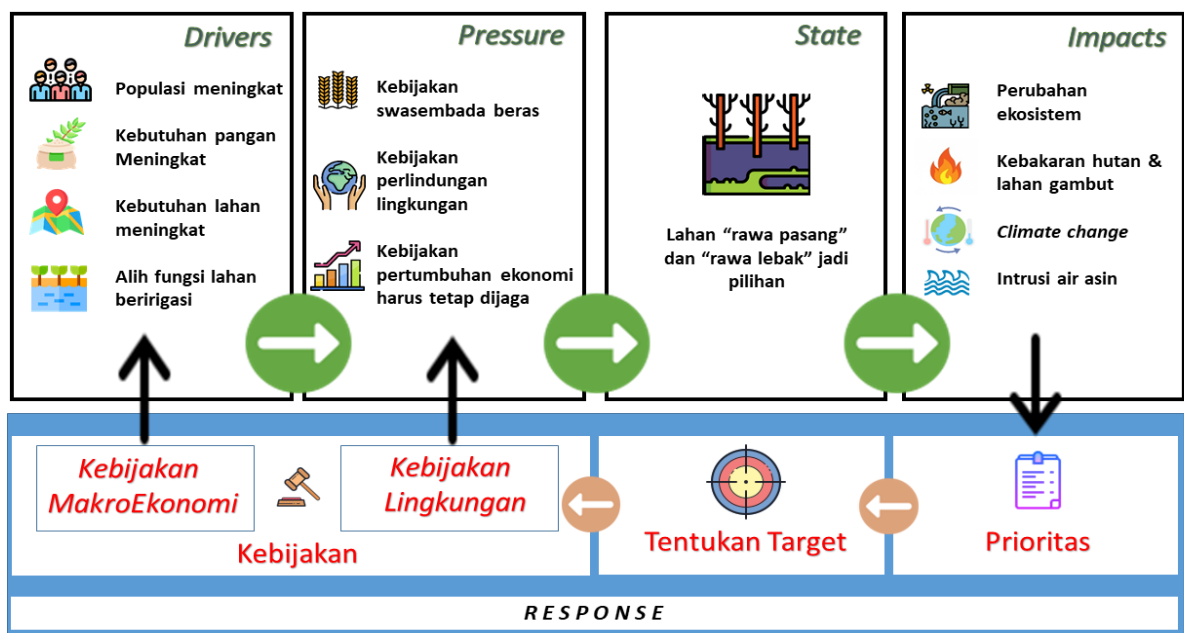 Drivers
Populasi meningkat
Kebutuhan pangan
Meningkat
Kebutuhan lahan
meningkat
Alih fungsi lahan
beririgasi
Pressure
Kebijakan
swasembada beras
Kebijakan
perlindungan
lingkungan
Kebijakan
pertumbuhan ekonomi
harus tetap dijaga
State
Lahan “rawa pasang”
dan “rawa lebak” jadi
pilihan
Impacts
Perubahan
ekosistem
Kebakaran hutan &
lahan gambut
Climate change
Intrusi air asin
Kebijakan
MakroEkonomi
Kebijakan
Lingkungan
Kebijakan
Tentukan Target
Prioritas
RESPONSE